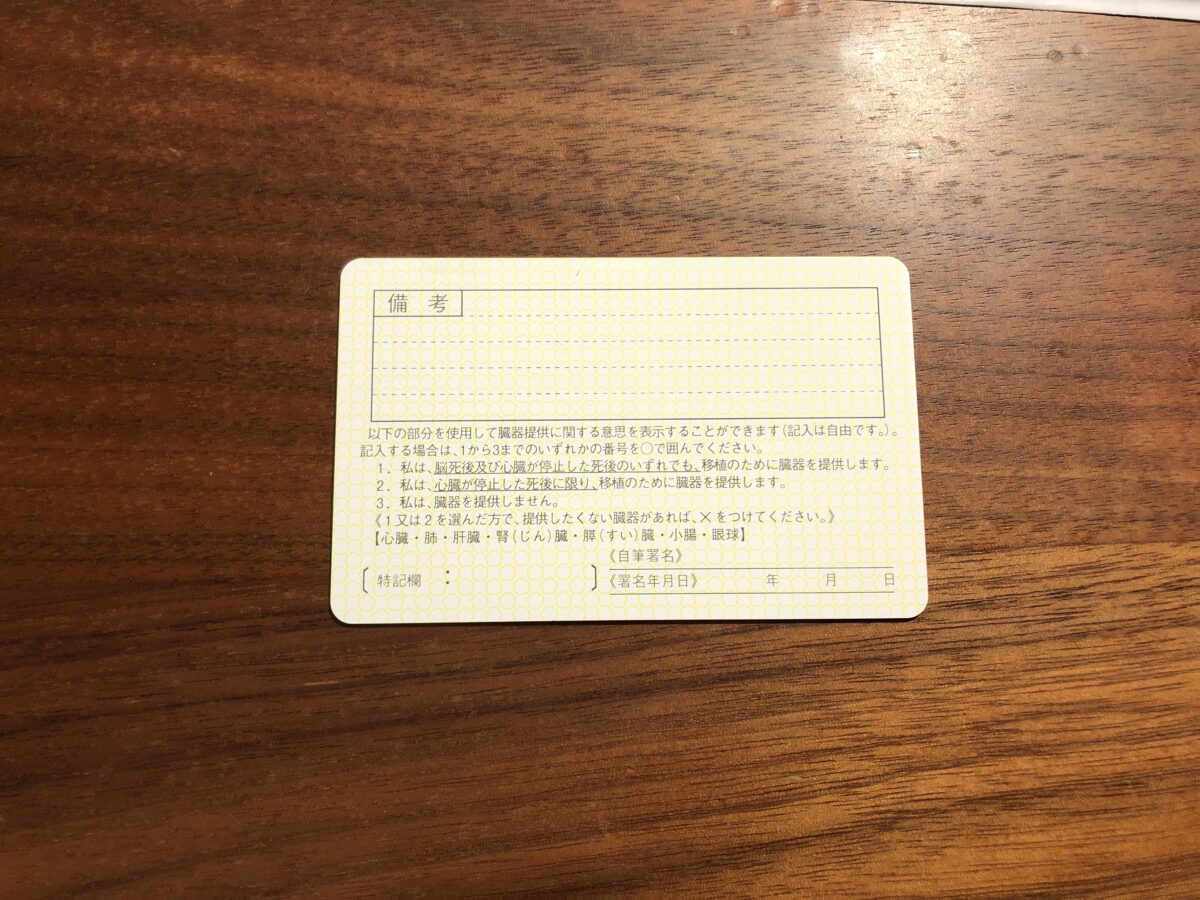 備 考
以下の部分を使用して臓器提供に関する意思を表示することができます(記入は自由です。)。
記入する場合は、1から3までのいずれかの番号を○で囲んでください。
1. 私は、脳死後及び心臓が停止した死後のいずれでも、移植のために臓器を提供します。
2. 私は、心臓が停止した死後に限り、移植のために臓器を提供します。
3. 私は、臓器を提供しません。
《1又は2を選んだ方で、提供したくない臓器があれば、×をつけてください。》
【心臓・肺・肝臓・腎(じん)臓・膵(すい)臓・小腸・眼球】
《自筆署名》
〔特記欄 : 〕《署名年月日》 年 月 日